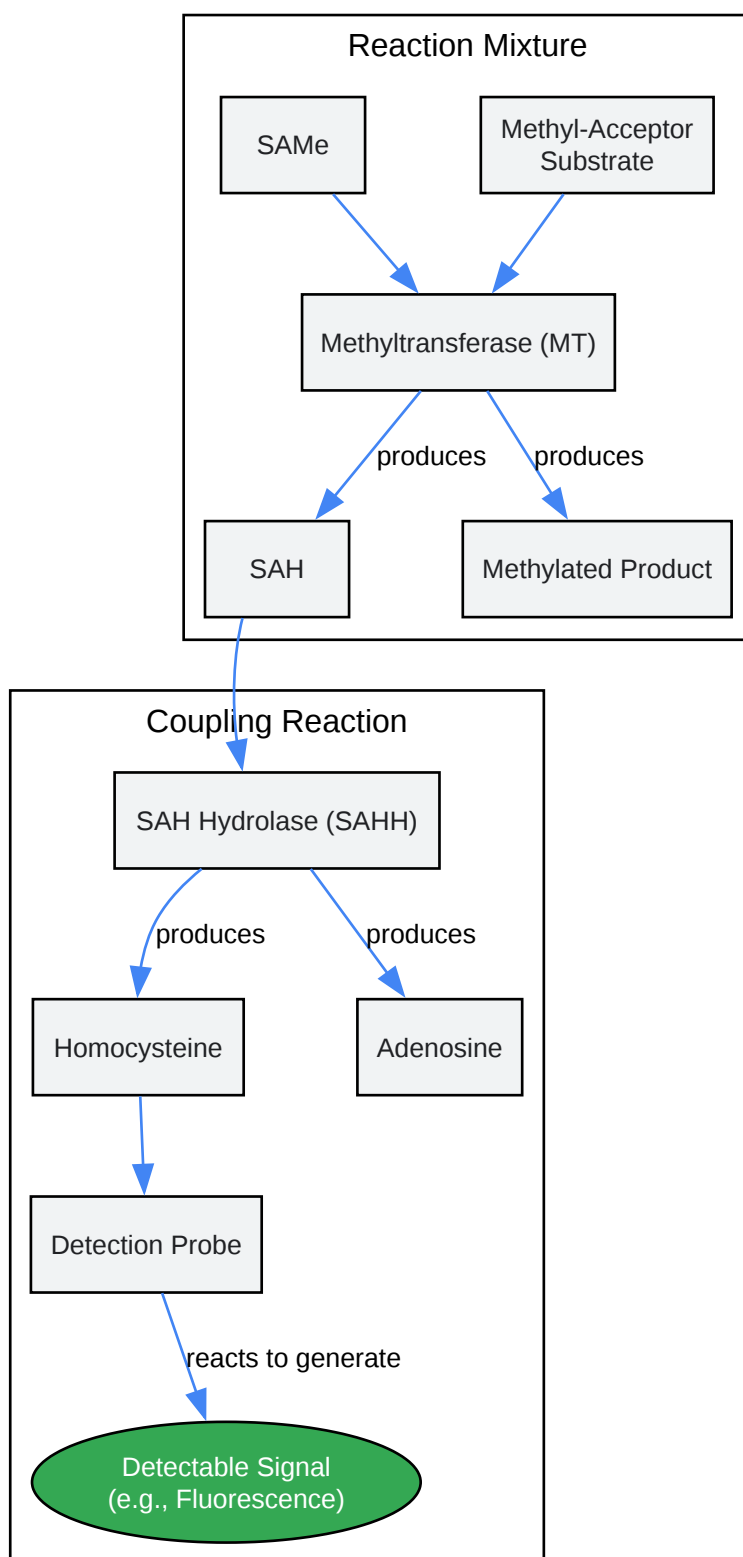 Reaction Mixture
SAMe
Methyl-Acceptor
Substrate
Methyltransferase (MT)
produces
produces
SAH
Methylated Product
Coupling Reaction
SAH Hydrolase (SAHH)
produces
produces
Homocysteine
Adenosine
Detection Probe
reacts to generate
Detectable Signal
(e.g., Fluorescence)